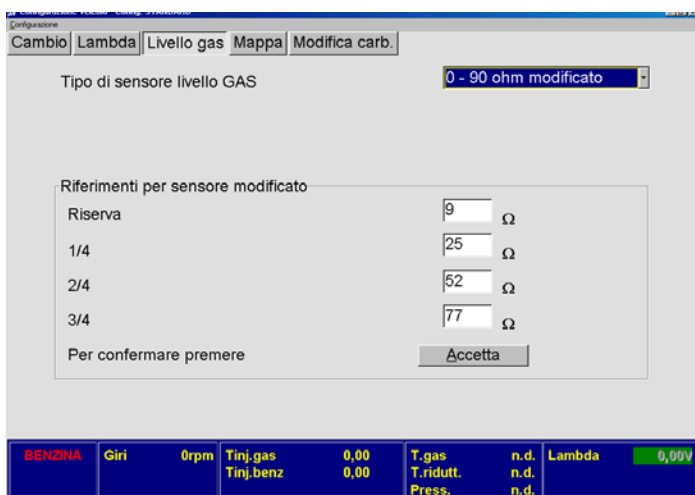 Configurazione
Cambio Lambda Livello gas Mappa Modifica carb.
Tipo di sensore livello GAS 0 - 90 ohm modificato
Riferimenti per sensore modificato
Riserva 9 Ω
1/4 25 Ω
2/4 52 Ω
3/4 77 Ω
Per confermare premere Accetta
BENZINA Giri 0rpm Tinj.gas 0,00 T.gas n.d. Lambda 0,00V
Tinj.benz 0,00 T.ridutt. n.d.
Press. n.d.